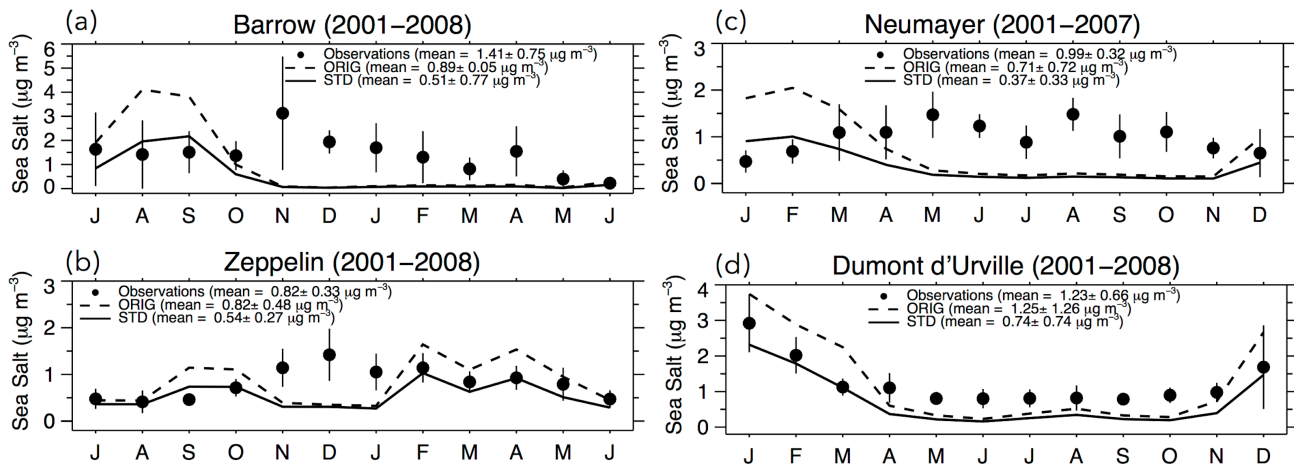 (a)
Barrow (2001−2008)
Observations (mean = 1.41± 0.75 μg m−3)
ORIG (mean = 0.89± 0.05 μg m−3)
STD (mean = 0.51± 0.77 μg m−3)
Sea Salt (μg m−3)
6
5
4
3
2
1
0
J A S O N D J F M A M J
(b)
Zeppelin (2001−2008)
Observations (mean = 0.82± 0.33 μg m−3)
ORIG (mean = 0.82± 0.48 μg m−3)
STD (mean = 0.54± 0.27 μg m−3)
Sea Salt (μg m−3)
3
2
1
0
J A S O N D J F M A M J
(c)
Neumayer (2001−2007)
Observations (mean = 0.99± 0.32 μg m−3)
ORIG (mean = 0.71± 0.72 μg m−3)
STD (mean = 0.37± 0.33 μg m−3)
Sea Salt (μg m−3)
3
2
1
0
J F M A M J J A S O N D
(d)
Dumont d'Urville (2001−2008)
Observations (mean = 1.23± 0.66 μg m−3)
ORIG (mean = 1.25± 1.26 μg m−3)
STD (mean = 0.74± 0.74 μg m−3)
Sea Salt (μg m−3)
4
3
2
1
0
J F M A M J J A S O N D